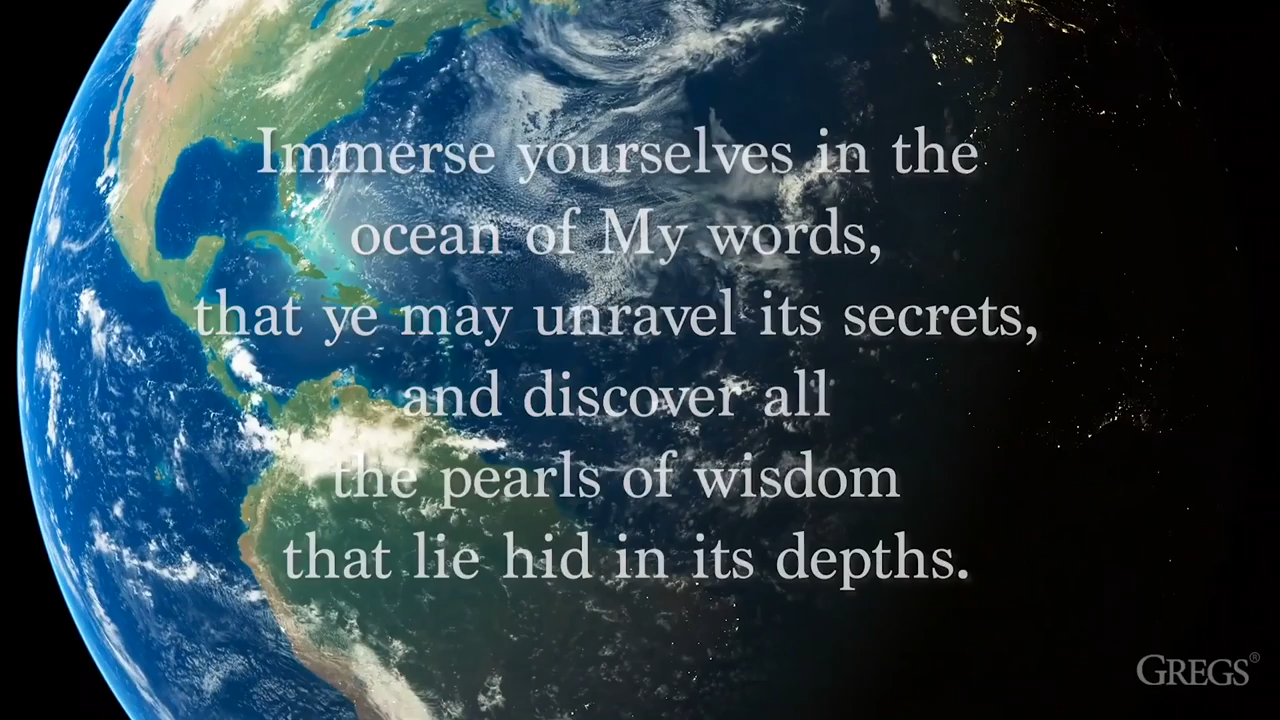 Immerse yourselves in the
ocean of My words,
that ye may unravel its secrets,
and discover all
the pearls of wisdom
that lie hid in its depths.
GREGS®